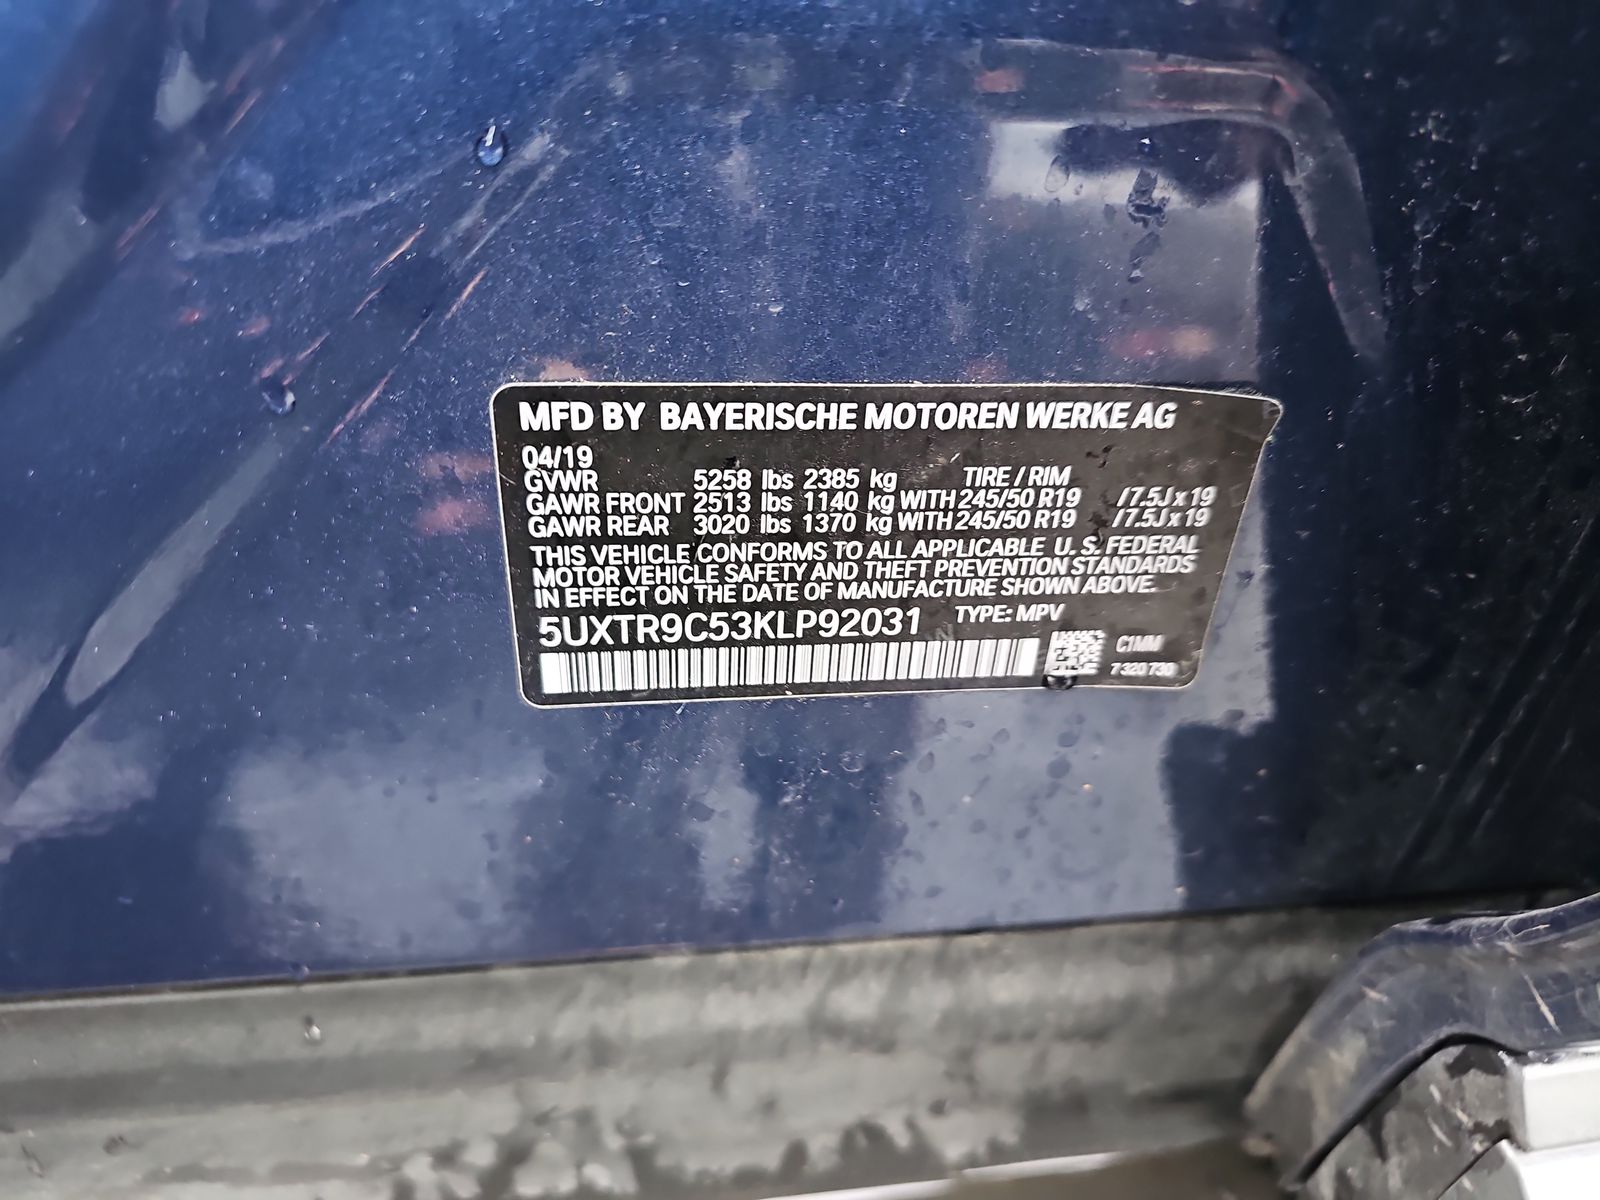 MFD BY BAYERISCHE MOTOREN WERKE AG
04/19
GVWR 5258 lbs 2385 kg TIRE / RIM
GAWR FRONT 2513 lbs 1140 kg WITH 245/50 R19 / 7.5J x 19
GAWR REAR 3020 lbs 1370 kg WITH 245/50 R19 / 7.5J x 19
THIS VEHICLE CONFORMS TO ALL APPLICABLE U. S. FEDERAL
MOTOR VEHICLE SAFETY AND THEFT PREVENTION STANDARDS
IN EFFECT ON THE DATE OF MANUFACTURE SHOWN ABOVE.
5UXTR9C53KLP92031 TYPE: MPV
C1MM
7 320 730